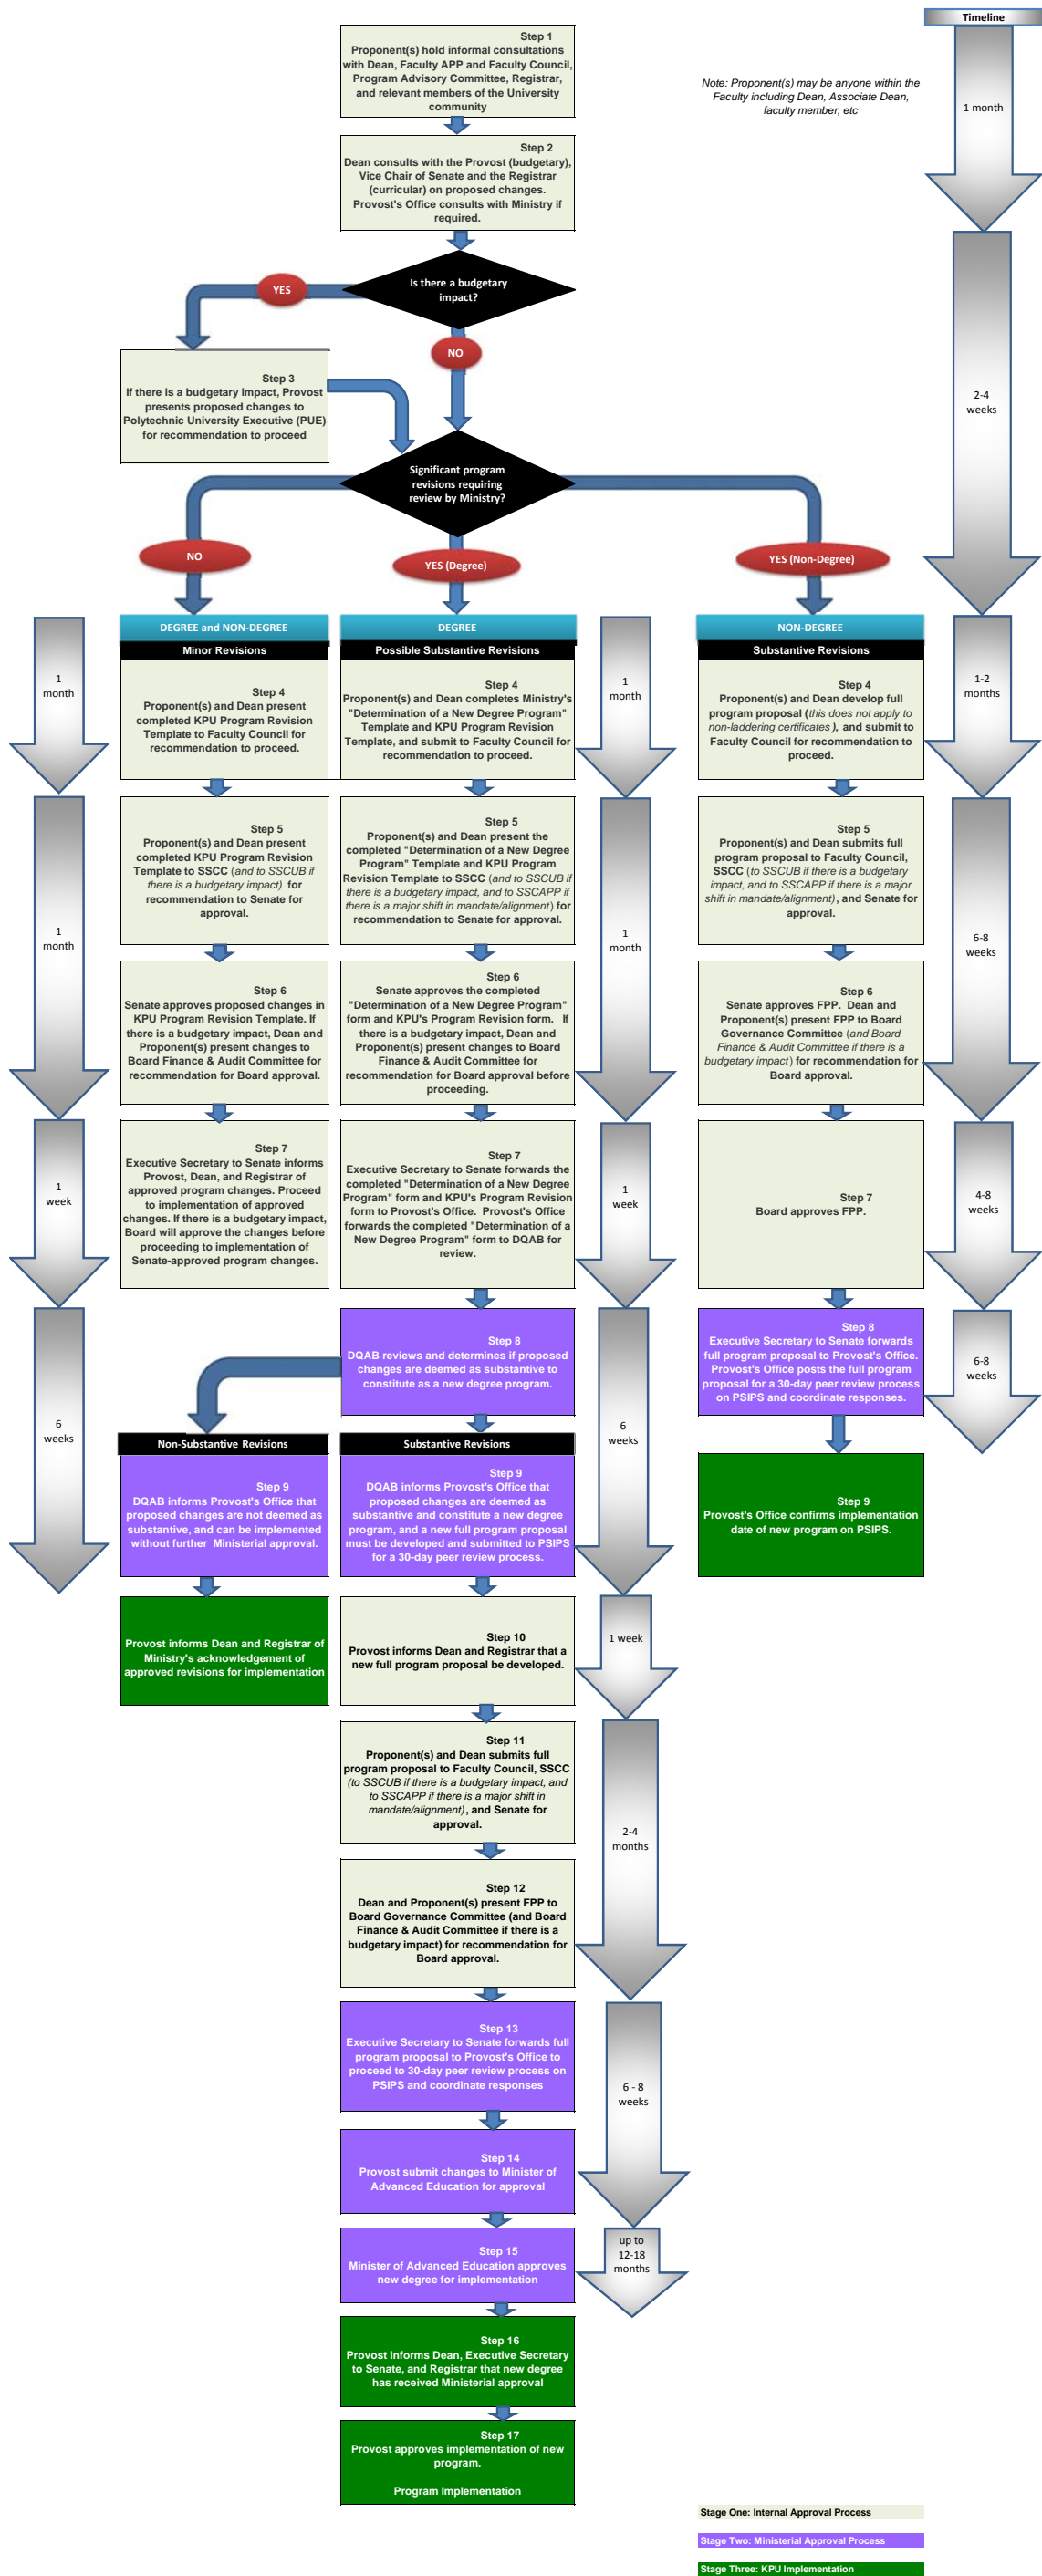 Timeline
Step 1
Proponent(s) hold informal consultations
with Dean, Faculty APP and Faculty Council,
Program Advisory Committee, Registrar,
and relevant members of the University
community
Note: Proponent(s) may be anyone within the
Faculty including Dean, Associate Dean,
faculty member, etc
1 month
Step 2
Dean consults with the Provost (budgetary),
Vice Chair of Senate and the Registrar
(curricular) on proposed changes.
Provost's Office consults with Ministry if
required.
Is there a budgetary
impact?
YES
NO
Step 3
If there is a budgetary impact, Provost
presents proposed changes to
Polytechnic University Executive (PUE)
for recommendation to proceed
2-4
weeks
Significant program
revisions requiring
review by Ministry?
NO
YES (Degree)
YES (Non-Degree)
DEGREE and NON-DEGREE
Minor Revisions
DEGREE
Possible Substantive Revisions
NON-DEGREE
Substantive Revisions
1
month
Step 4
Proponent(s) and Dean present
completed KPU Program Revision
Template to Faculty Council for
recommendation to proceed.
Step 4
Proponent(s) and Dean completes Ministry's
"Determination of a New Degree Program"
Template and KPU Program Revision
Template, and submit to Faculty Council for
recommendation to proceed.
1
month
Step 4
Proponent(s) and Dean develop full
program proposal (this does not apply to
non-laddering certificates), and submit to
Faculty Council for recommendation to
proceed.
1-2
months
1
month
Step 5
Proponent(s) and Dean present
completed KPU Program Revision
Template to SSCC (and to SSCUB if
there is a budgetary impact) for
recommendation to Senate for
approval.
Step 5
Proponent(s) and Dean present the
completed "Determination of a New Degree
Program" Template and KPU Program
Revision Template to SSCC (and to SSCUB if
there is a budgetary impact, and to SSCAPP if
there is a major shift in mandate/alignment) for
recommendation to Senate for approval.
1
month
Step 5
Proponent(s) and Dean submits full
program proposal to Faculty Council,
SSCC (to SSCUB if there is a budgetary
impact, and to SSCAPP if there is a major
shift in mandate/alignment), and Senate for
approval.
6-8
weeks
Step 6
Senate approves proposed changes in
KPU Program Revision Template. If
there is a budgetary impact, Dean and
Proponent(s) present changes to
Board Finance & Audit Committee for
recommendation for Board approval.
Step 6
Senate approves the completed
"Determination of a New Degree Program"
form and KPU's Program Revision form. If
there is a budgetary impact, Dean and
Proponent(s) present changes to Board
Finance & Audit Committee for
recommendation for Board approval before
proceeding.
Step 6
Senate approves FPP. Dean and
Proponent(s) present FPP to Board
Governance Committee (and Board
Finance & Audit Committee if there is a
budgetary impact) for recommendation for
Board approval.
1
week
Step 7
Executive Secretary to Senate informs
Provost, Dean, and Registrar of
approved program changes. Proceed
to implementation of approved
changes. If there is a budgetary impact,
Board will approve the changes before
proceeding to implementation of
Senate-approved program changes.
Step 7
Executive Secretary to Senate forwards the
completed "Determination of a New Degree
Program" form and KPU's Program Revision
form to Provost's Office. Provost's Office
forwards the completed "Determination of a
New Degree Program" form to DQAB for
review.
1
week
Step 7
Board approves FPP.
4-8
weeks
6
weeks
Step 8
DQAB reviews and determines if proposed
changes are deemed as substantive to
constitute as a new degree program.
6
weeks
Step 8
Executive Secretary to Senate forwards
full program proposal to Provost's Office.
Provost's Office posts the full program
proposal for a 30-day peer review process
on PSIPS and coordinate responses.
6-8
weeks
Non-Substantive Revisions
Step 9
DQAB informs Provost's Office that
proposed changes are not deemed as
substantive, and can be implemented
without further Ministerial approval.
Substantive Revisions
Step 9
DQAB informs Provost's Office that
proposed changes are deemed as
substantive and constitute a new degree
program, and a new full program proposal
must be developed and submitted to PSIPS
for a 30-day peer review process.
Step 9
Provost's Office confirms implementation
date of new program on PSIPS.
Provost informs Dean and Registrar of
Ministry's acknowledgement of
approved revisions for implementation
Step 10
Provost informs Dean and Registrar that a
new full program proposal be developed.
1 week
Step 11
Proponent(s) and Dean submits full
program proposal to Faculty Council, SSCC
(to SSCUB if there is a budgetary impact, and
to SSCAPP if there is a major shift in
mandate/alignment), and Senate for
approval.
2-4
months
Step 12
Dean and Proponent(s) present FPP to
Board Governance Committee (and Board
Finance & Audit Committee if there is a
budgetary impact) for recommendation for
Board approval.
Step 13
Executive Secretary to Senate forwards full
program proposal to Provost's Office to
proceed to 30-day peer review process on
PSIPS and coordinate responses
6 - 8
weeks
Step 14
Provost submit changes to Minister of
Advanced Education for approval
Step 15
Minister of Advanced Education approves
new degree for implementation
up to
12-18
months
Step 16
Provost informs Dean, Executive Secretary
to Senate, and Registrar that new degree
has received Ministerial approval
Step 17
Provost approves implementation of new
program.
Program Implementation
Stage One: Internal Approval Process
Stage Two: Ministerial Approval Process
Stage Three: KPU Implementation